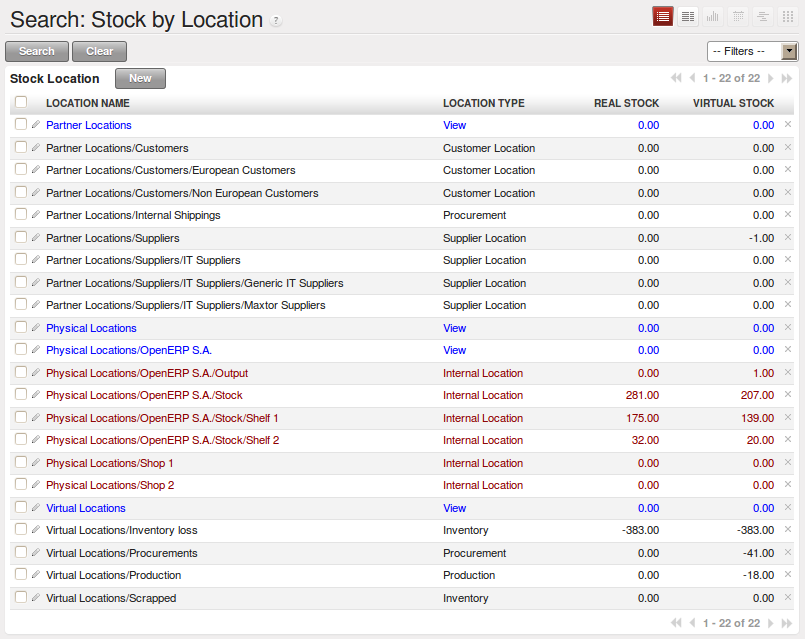 Search: Stock by Location ?
Search Clear -- Filters --
Stock Location New 1 - 22 of 22
LOCATION NAME LOCATION TYPE REAL STOCK VIRTUAL STOCK
Partner Locations View 0.00 0.00
Partner Locations/Customers Customer Location 0.00 0.00
Partner Locations/Customers/European Customers Customer Location 0.00 0.00
Partner Locations/Customers/Non European Customers Customer Location 0.00 0.00
Partner Locations/Internal Shippings Procurement 0.00 0.00
Partner Locations/Suppliers Supplier Location 0.00 -1.00
Partner Locations/Suppliers/IT Suppliers Supplier Location 0.00 0.00
Partner Locations/Suppliers/IT Suppliers/Generic IT Suppliers Supplier Location 0.00 0.00
Partner Locations/Suppliers/IT Suppliers/Maxtor Suppliers Supplier Location 0.00 0.00
Physical Locations View 0.00 0.00
Physical Locations/OpenERP S.A. View 0.00 0.00
Physical Locations/OpenERP S.A./Output Internal Location 0.00 1.00
Physical Locations/OpenERP S.A./Stock Internal Location 281.00 207.00
Physical Locations/OpenERP S.A./Stock/Shelf 1 Internal Location 175.00 139.00
Physical Locations/OpenERP S.A./Stock/Shelf 2 Internal Location 32.00 20.00
Physical Locations/Shop 1 Internal Location 0.00 0.00
Physical Locations/Shop 2 Internal Location 0.00 0.00
Virtual Locations View 0.00 0.00
Virtual Locations/Inventory loss Inventory -383.00 -383.00
Virtual Locations/Procurements Procurement 0.00 -41.00
Virtual Locations/Production Production 0.00 -18.00
Virtual Locations/Scrapped Inventory 0.00 0.00
1 - 22 of 22